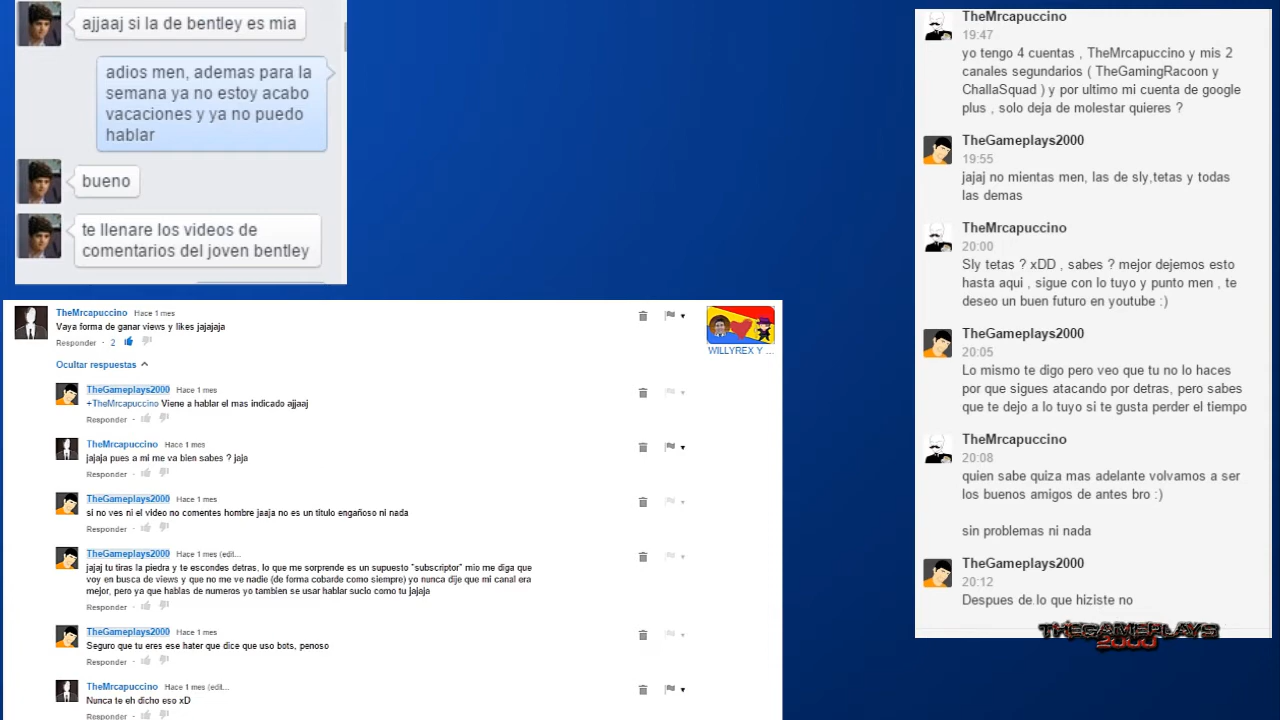 ajjaaj si la de bentley es mia
adios men, ademas para la
semana ya no estoy acabo
vacaciones y ya no puedo
hablar
bueno
te llenare los videos de
comentarios del joven bentley
TheMrcapuccino Hace 1 mes
Vaya forma de ganar views y likes jajajaja
Responder · 2
WILLYREX Y ...
Ocultar respuestas
TheGameplays2000 Hace 1 mes
+TheMrcapuccino Viene a hablar el mas indicado ajjaaj
Responder ·
TheMrcapuccino Hace 1 mes
jajaja pues a mi me va bien sabes ? jaja
Responder ·
TheGameplays2000 Hace 1 mes
si no ves ni el video no comentes hombre jaaja no es un titulo engañoso ni nada
Responder ·
TheGameplays2000 Hace 1 mes (edit...
jajaj tu tiras la piedra y te escondes detras, lo que me sorprende es un supuesto "subscriptor" mio me diga que
voy en busca de views y que no me ve nadie (de forma cobarde como siempre) yo nunca dije que mi canal era
mejor, pero ya que hablas de numeros yo tambien se usar hablar sucio como tu jajaja
Responder ·
TheGameplays2000 Hace 1 mes
Seguro que tu eres ese hater que dice que uso bots, penoso
Responder ·
TheMrcapuccino Hace 1 mes (edit...
Nunca te eh dicho eso xD
Responder ·
TheMrcapuccino
19:47
yo tengo 4 cuentas , TheMrcapuccino y mis 2
canales segundarios ( TheGamingRacoon y
ChallaSquad ) y por ultimo mi cuenta de google
plus , solo deja de molestar quieres ?
TheGameplays2000
19:55
jajaj no mientas men, las de sly,tetas y todas
las demas
TheMrcapuccino
20:00
Sly tetas ? xDD , sabes ? mejor dejemos esto
hasta aqui , sigue con lo tuyo y punto men , te
deseo un buen futuro en youtube :)
TheGameplays2000
20:05
Lo mismo te digo pero veo que tu no lo haces
por que sigues atacando por detras, pero sabes
que te dejo a lo tuyo si te gusta perder el tiempo
TheMrcapuccino
20:08
quien sabe quiza mas adelante volvamos a ser
los buenos amigos de antes bro :)
sin problemas ni nada
TheGameplays2000
20:12
Despues de lo que hiziste no
THEGAMEPLAYS
2000